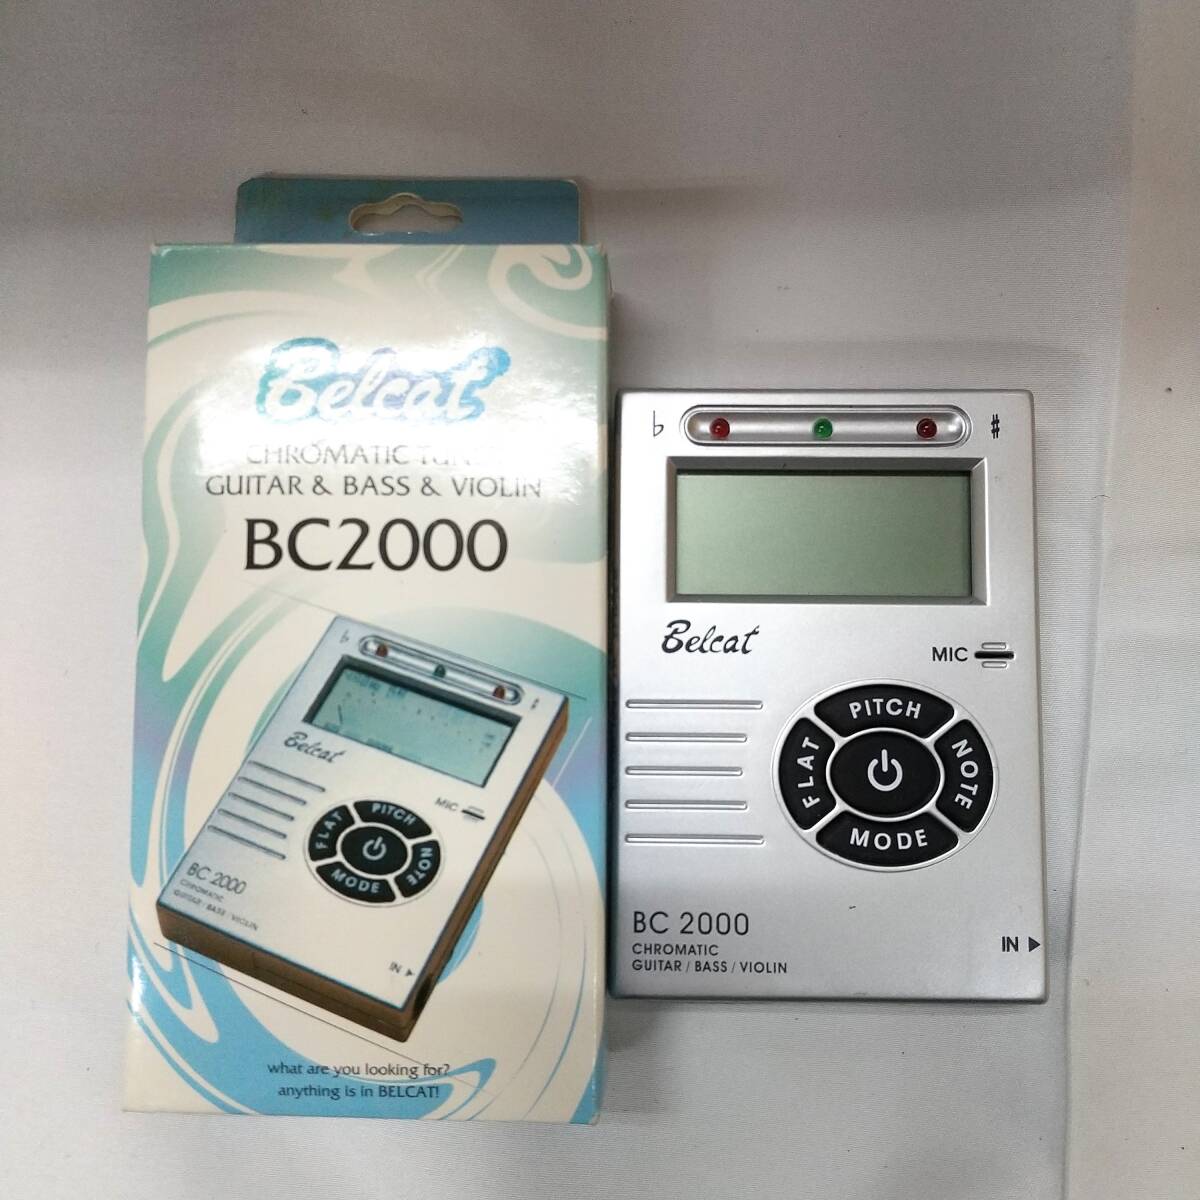 Belcat
CHROMATIC
GUITAR & BASS & VIOLIN
BC2000
♭
♯
Belcat
MIC
PITCH
FLAT
NOTE
MODE
BC 2000
CHROMATIC
GUITAR / BASS / VIOLIN
IN
what are you looking for?
anything is in BELCAT!
♭
♯
Belcat
MIC
PITCH
FLAT
NOTE
MODE
BC 2000
CHROMATIC
GUITAR / BASS / VIOLIN
IN